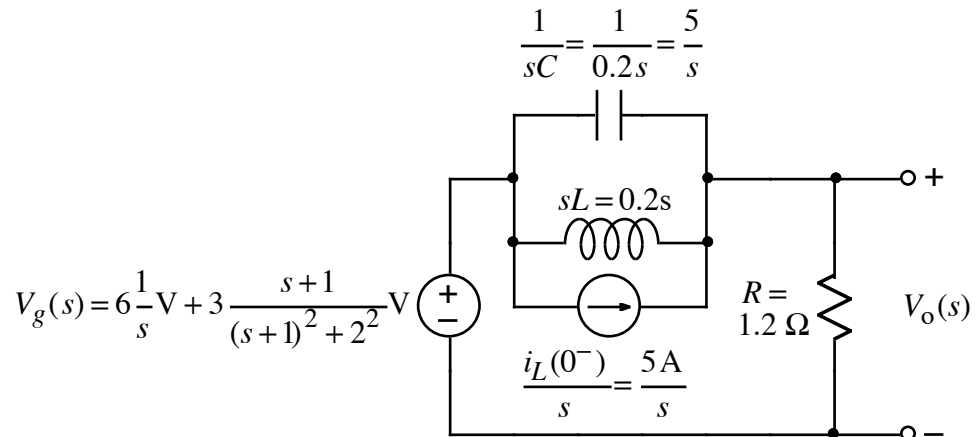 1/(sC) = 1/(0.2s) = 5/s
sL = 0.2s
V_g(s) = 6 1/s V + 3 (s+1)/((s+1)^2 + 2^2) V
+
−
i_L(0^−)/s = 5A/s
R =
1.2 Ω
+
V_o(s)
−